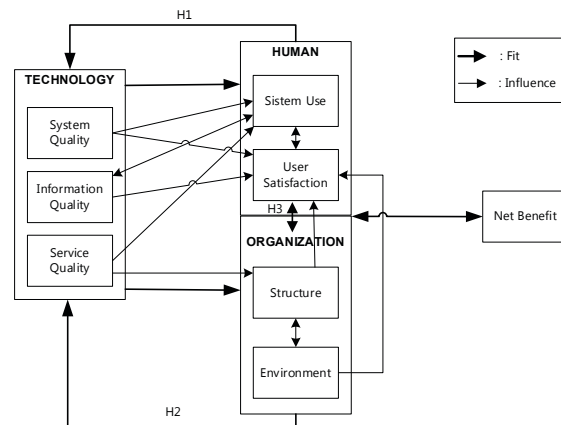 H1
HUMAN
TECHNOLOGY
: Fit
: Influence
System
Quality
Sistem Use
Information
Quality
User
Satisfaction
H3
Net Benefit
ORGANIZATION
Service
Quality
Structure
Environment
H2